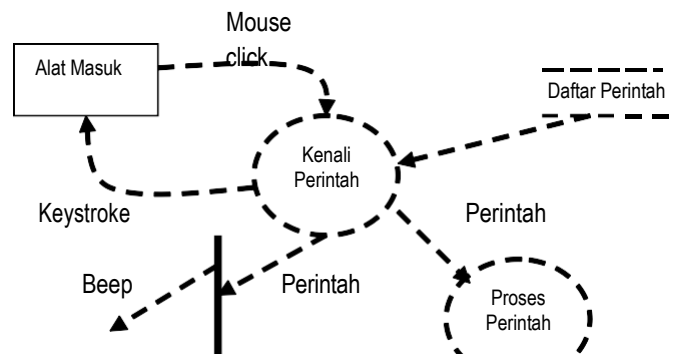 Mouse
click
Alat Masuk
Daftar Perintah
Kenali
Perintah
Keystroke
Perintah
Beep
Perintah
Proses
Perintah